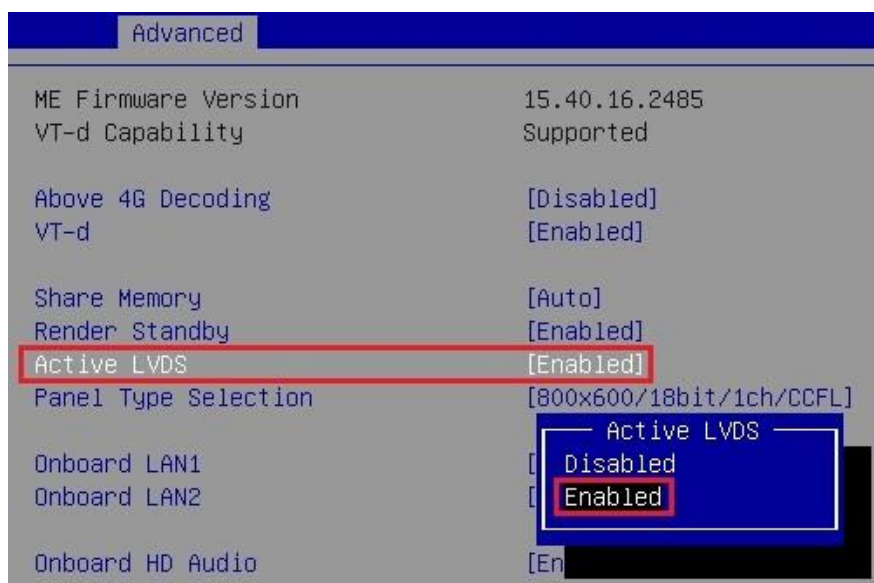 Advanced
ME Firmware Version 15.40.16.2485
VT-d Capability Supported
Above 4G Decoding [Disabled]
VT-d [Enabled]
Share Memory [Auto]
Render Standby [Enabled]
Active LVDS [Enabled]
Panel Type Selection [800x600/18bit/1ch/CCFL]
Active LVDS
Onboard LAN1 [ Disabled
Onboard LAN2 [ Enabled
Onboard HD Audio [En